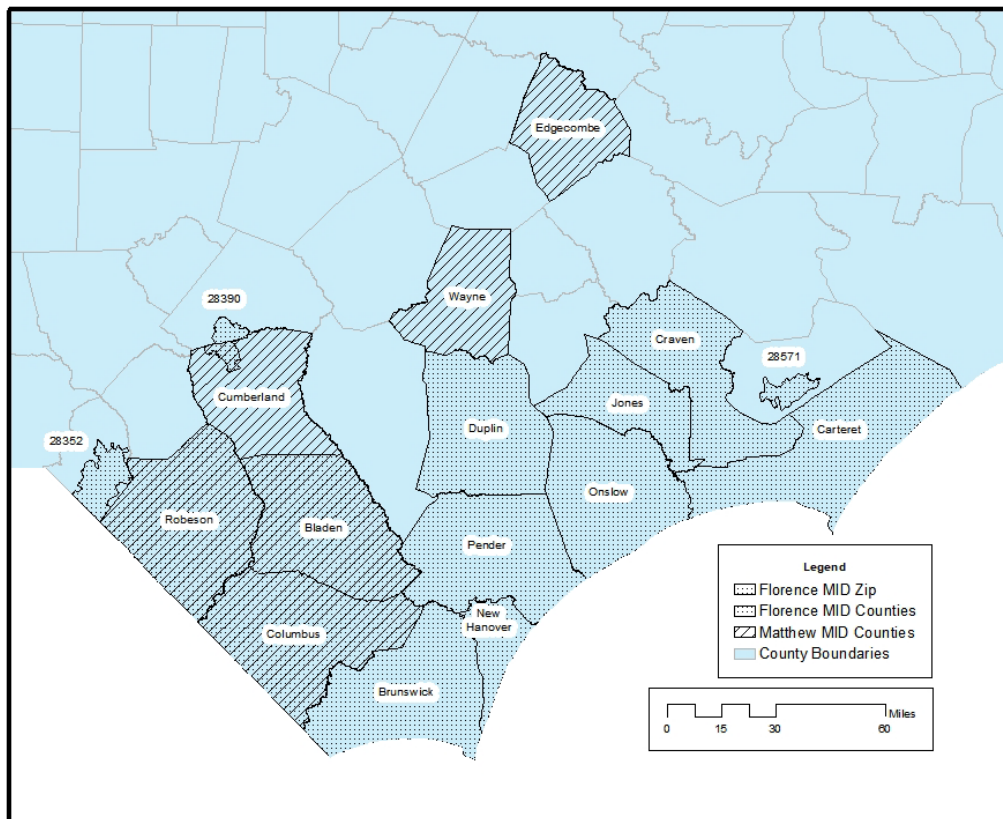 Edgecombe
Wayne
28390
Craven
28571
Cumberland
Jones
Duplin
Carteret
28352
Onslow
Robeson
Bladen
Pender
New
Hanover
Columbus
Brunswick
Legend
Florence MID Zip
Florence MID Counties
Matthew MID Counties
County Boundaries
Miles
0 15 30 60